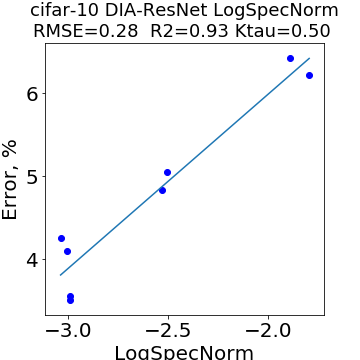 cifar-10 DIA-ResNet LogSpecNorm
RMSE=0.28  R2=0.93 Ktau=0.50
Error, %
6
5
4
−3.0
−2.5
−2.0
LogSpecNorm